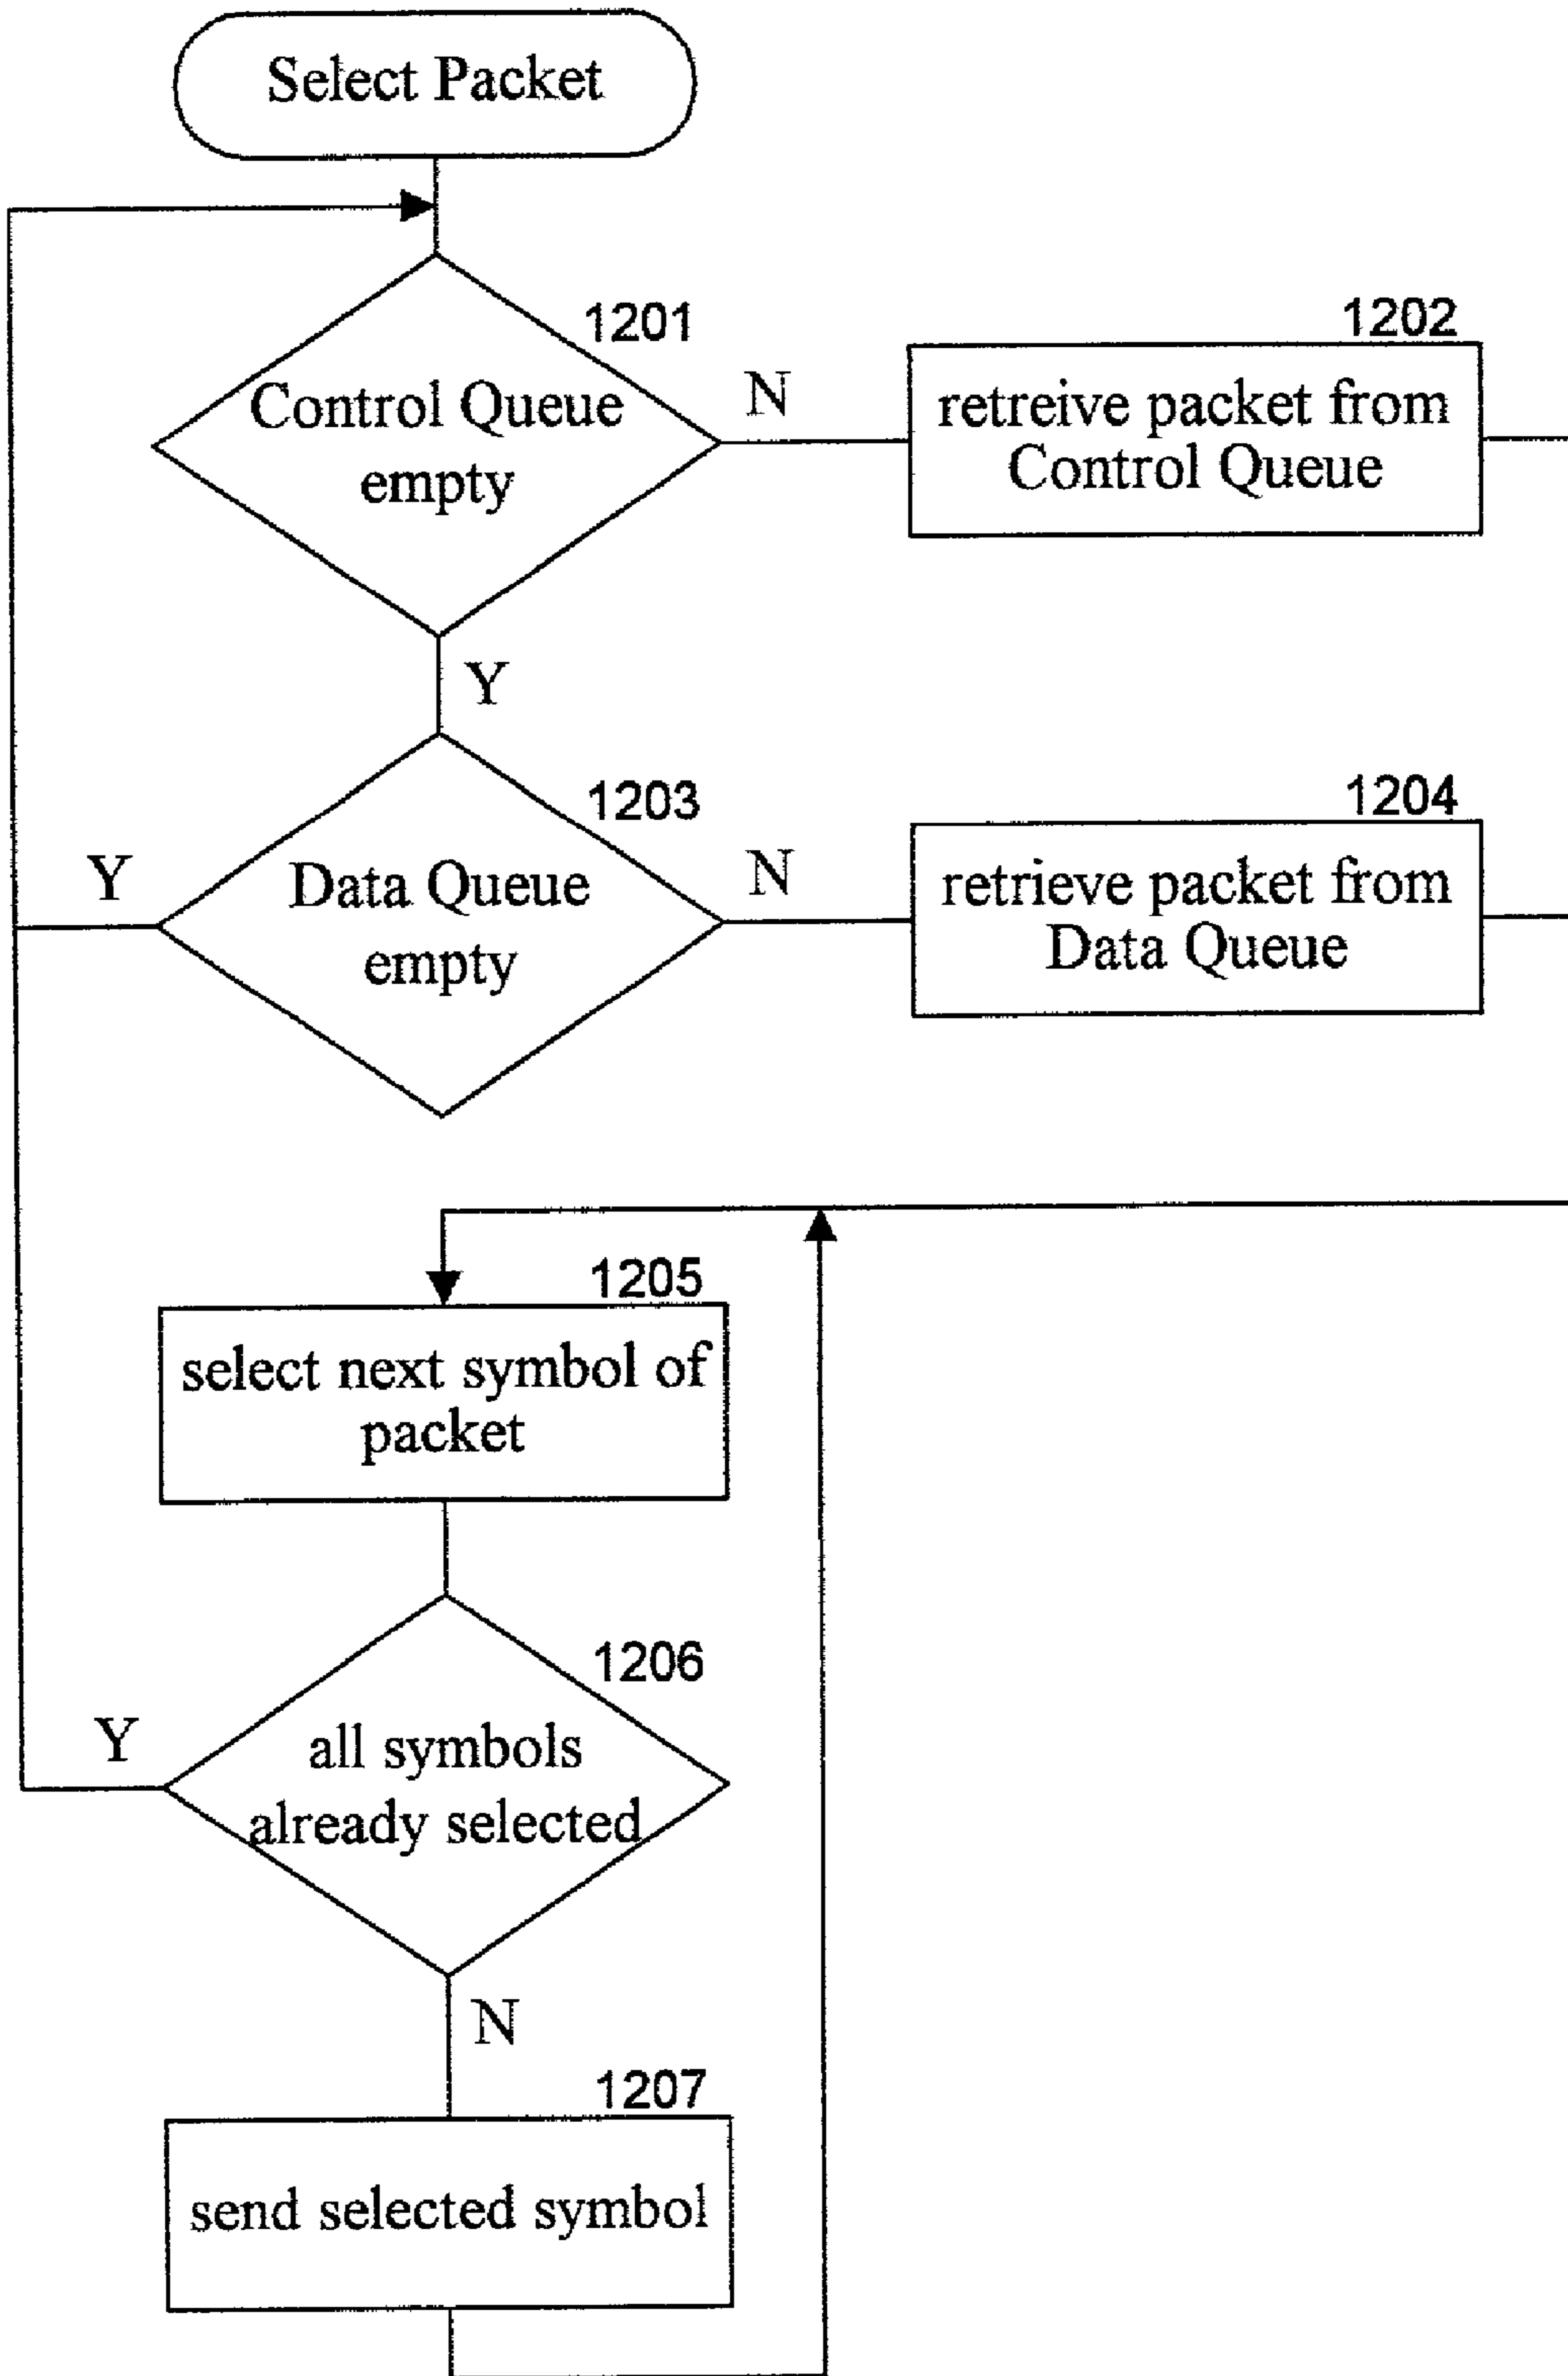 Select Packet
1201
Control Queue
empty
N
1202
retreive packet from
Control Queue
Y
1203
Data Queue
empty
Y
N
1204
retrieve packet from
Data Queue
1205
select next symbol of
packet
1206
all symbols
already selected
Y
N
1207
send selected symbol